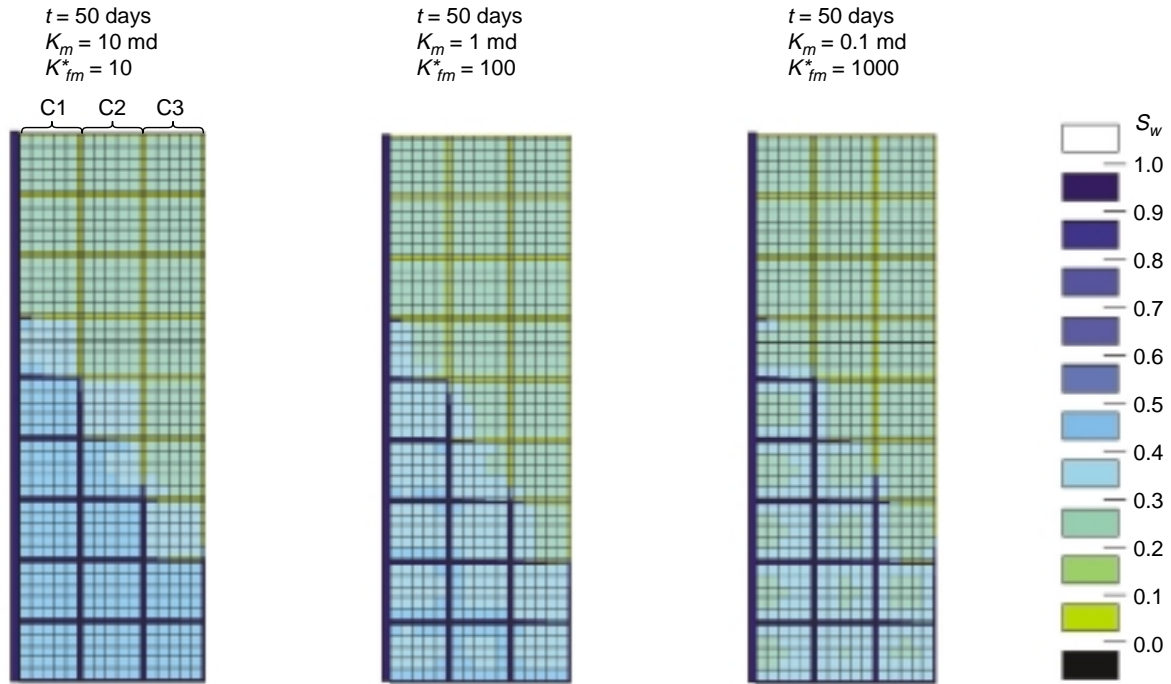 t = 50 days
K_m = 10 md
K*_fm = 10
t = 50 days
K_m = 1 md
K*_fm = 100
t = 50 days
K_m = 0.1 md
K*_fm = 1000
C1 C2 C3
S_w
1.0
0.9
0.8
0.7
0.6
0.5
0.4
0.3
0.2
0.1
0.0